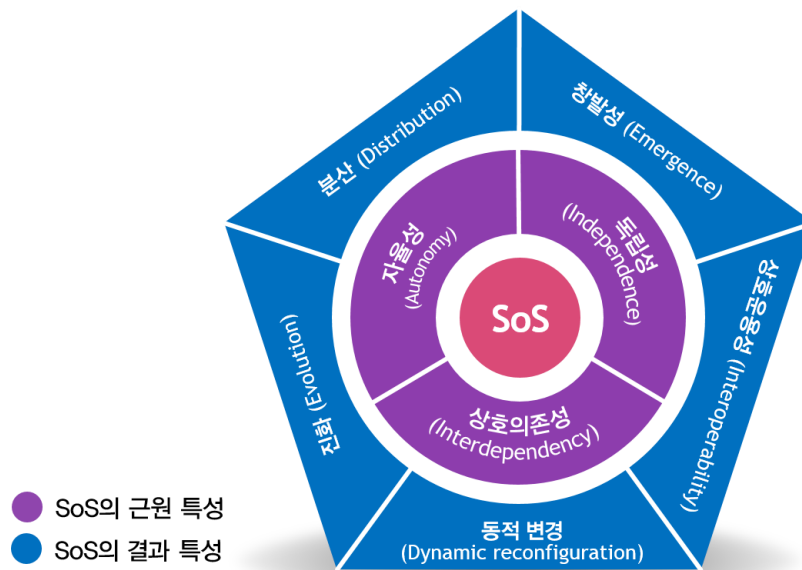 분산 (Distribution)
창발성 (Emergence)
자율성
(Autonomy)
독립성
(Independence)
SoS
상호운용성 (Interoperability)
진화 (Evolution)
상호의존성
(Interdependency)
동적 변경
(Dynamic reconfiguration)
SoS의 근원 특성
SoS의 결과 특성